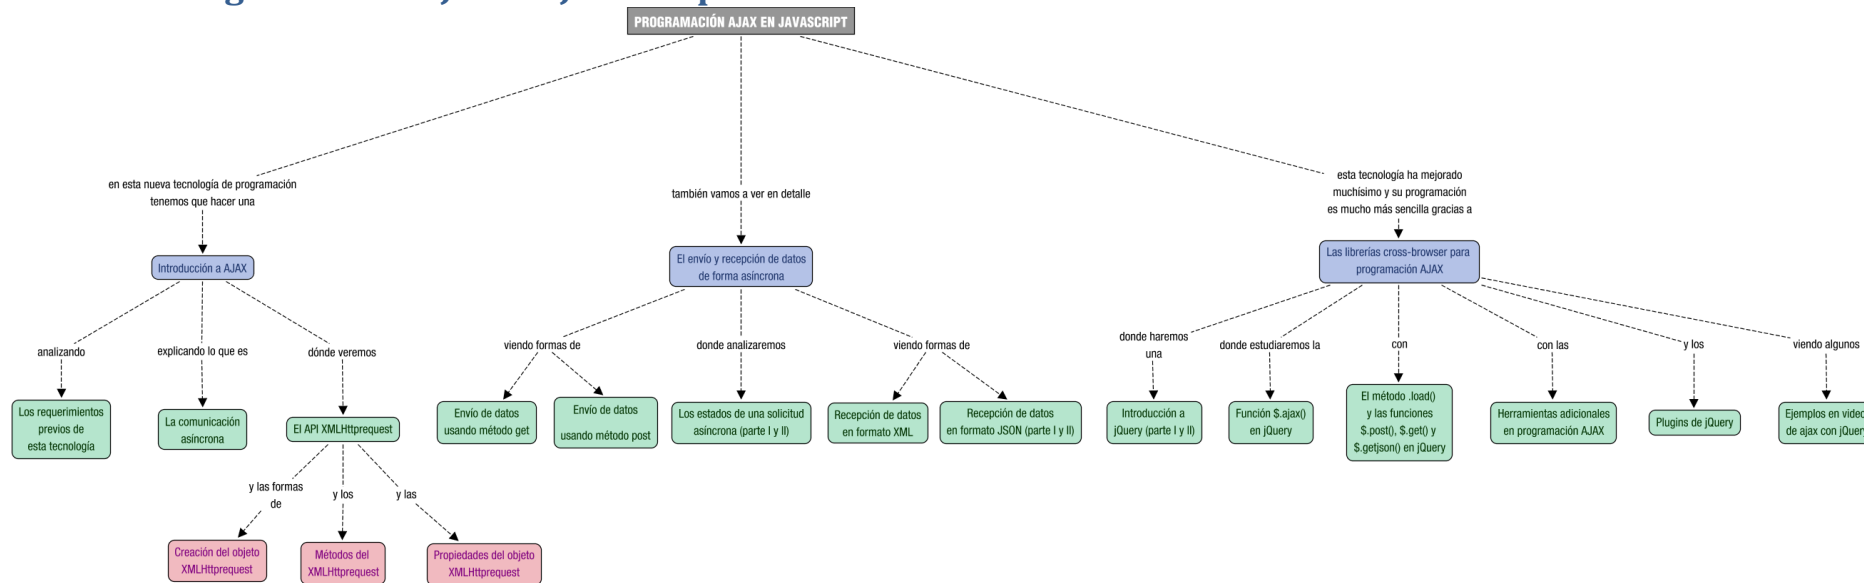 PROGRAMACIÓN AJAX EN JAVASCRIPT
en esta nueva tecnología de programación
tenemos que hacer una
también vamos a ver en detalle
esta tecnología ha mejorado
muchísimo y su programación
es mucho más sencilla gracias a
Introducción a AJAX
El envío y recepción de datos
de forma asíncrona
Las librerías cross-browser para
programación AJAX
analizando
explicando lo que es
dónde veremos
viendo formas de
donde analizaremos
viendo formas de
donde haremos
una
donde estudiaremos la
con
con las
y los
viendo algunos
Los requerimientos
previos de
esta tecnología
La comunicación
asíncrona
El API XMLHttprequest
Envío de datos
usando método get
Envío de datos
usando método post
Los estados de una solicitud
asíncrona (parte I y II)
Recepción de datos
en formato XML
Recepción de datos
en formato JSON (parte I y II)
Introducción a
jQuery (parte I y II)
Función $.ajax()
en jQuery
El método .load()
y las funciones
$.post(), $.get() y
$.getjson() en jQuery
Herramientas adicionales
en programación AJAX
Plugins de jQuery
Ejemplos en video
de ajax con jQuery
y las formas
de
y los
y las
Creación del objeto
XMLHttprequest
Métodos del
XMLHttprequest
Propiedades del objeto
XMLHttprequest